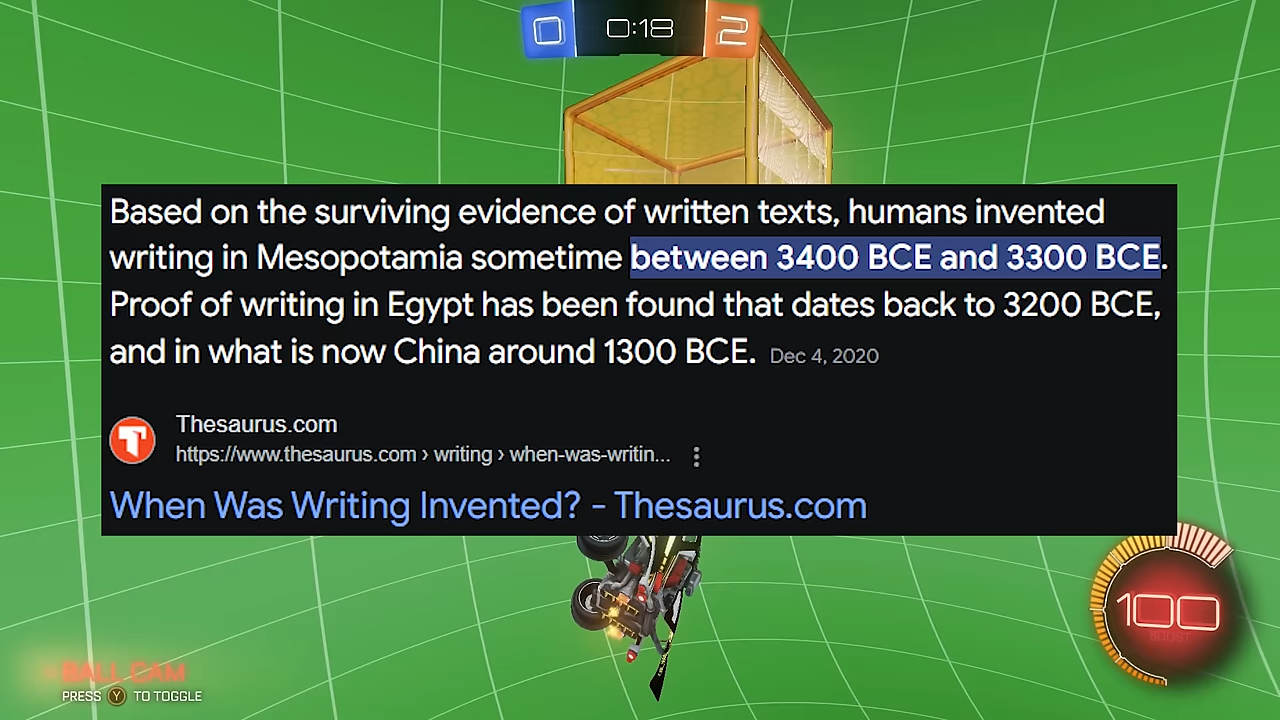 0 0:18 2
Based on the surviving evidence of written texts, humans invented
writing in Mesopotamia sometime between 3400 BCE and 3300 BCE.
Proof of writing in Egypt has been found that dates back to 3200 BCE,
and in what is now China around 1300 BCE. Dec 4, 2020
Thesaurus.com
https://www.thesaurus.com › writing › when-was-writin...
When Was Writing Invented? - Thesaurus.com
100
BOOST
BALL CAM
PRESS Y TO TOGGLE